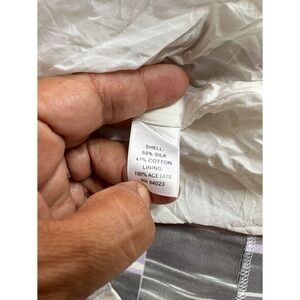 SHELL:
59% SILK
41% COTTON
LINING:
100% ACETATE
RN 54023